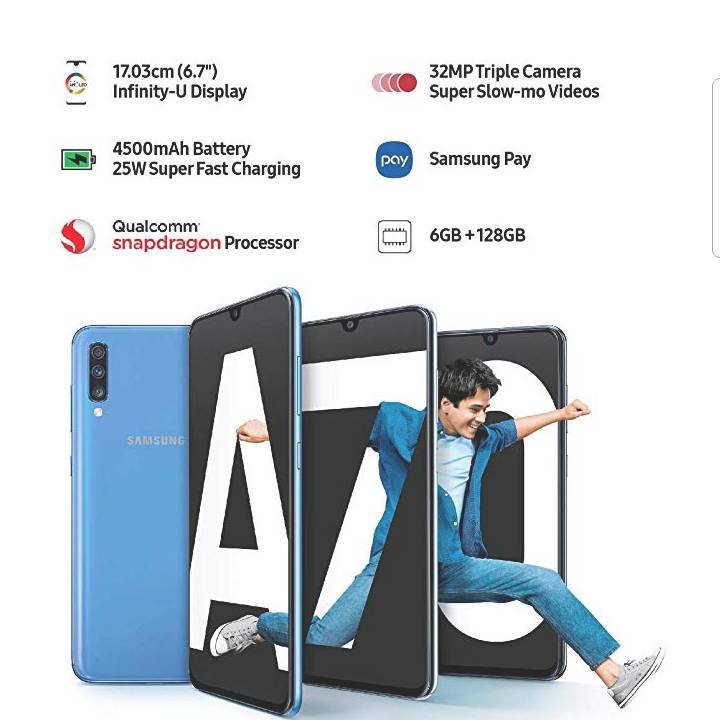 17.03cm (6.7")
Infinity-U Display
32MP Triple Camera
Super Slow-mo Videos
4500mAh Battery
25W Super Fast Charging
pay
Samsung Pay
Qualcomm
snapdragon Processor
6GB +128GB
SAMSUNG
A70